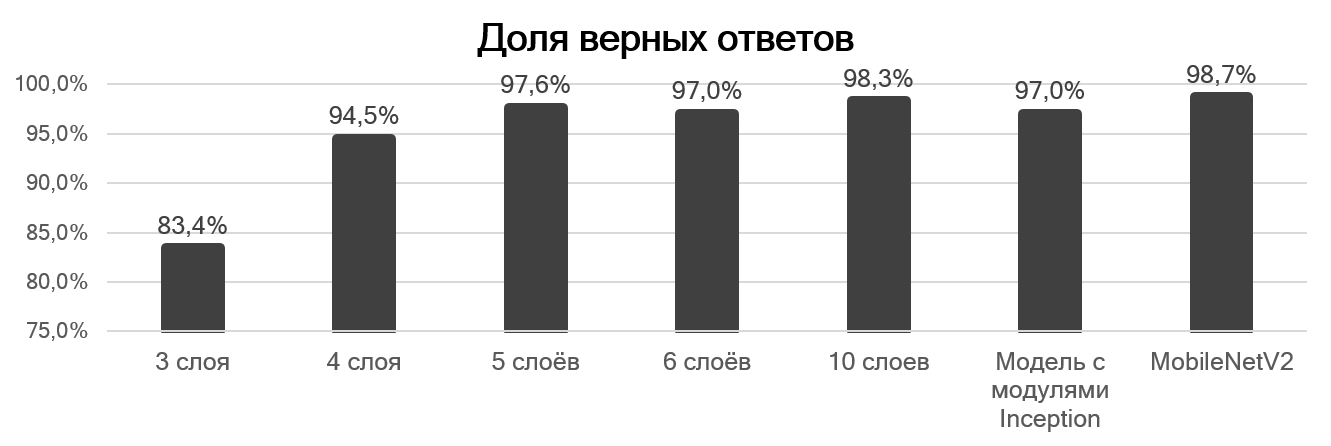 Доля верных ответов
100,0%
95,0%
90,0%
85,0%
80,0%
75,0%
83,4%
94,5%
97,6%
97,0%
98,3%
97,0%
98,7%
3 слоя
4 слоя
5 слоёв
6 слоёв
10 слоев
Модель с
модулями
Inception
MobileNetV2